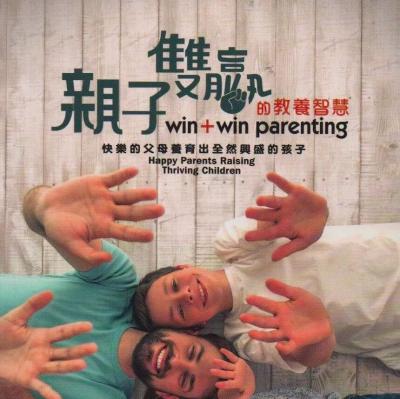 親子雙贏
的教養智慧
win+win parenting
快樂的父母養育出全然興盛的孩子
Happy Parents Raising
Thriving Children